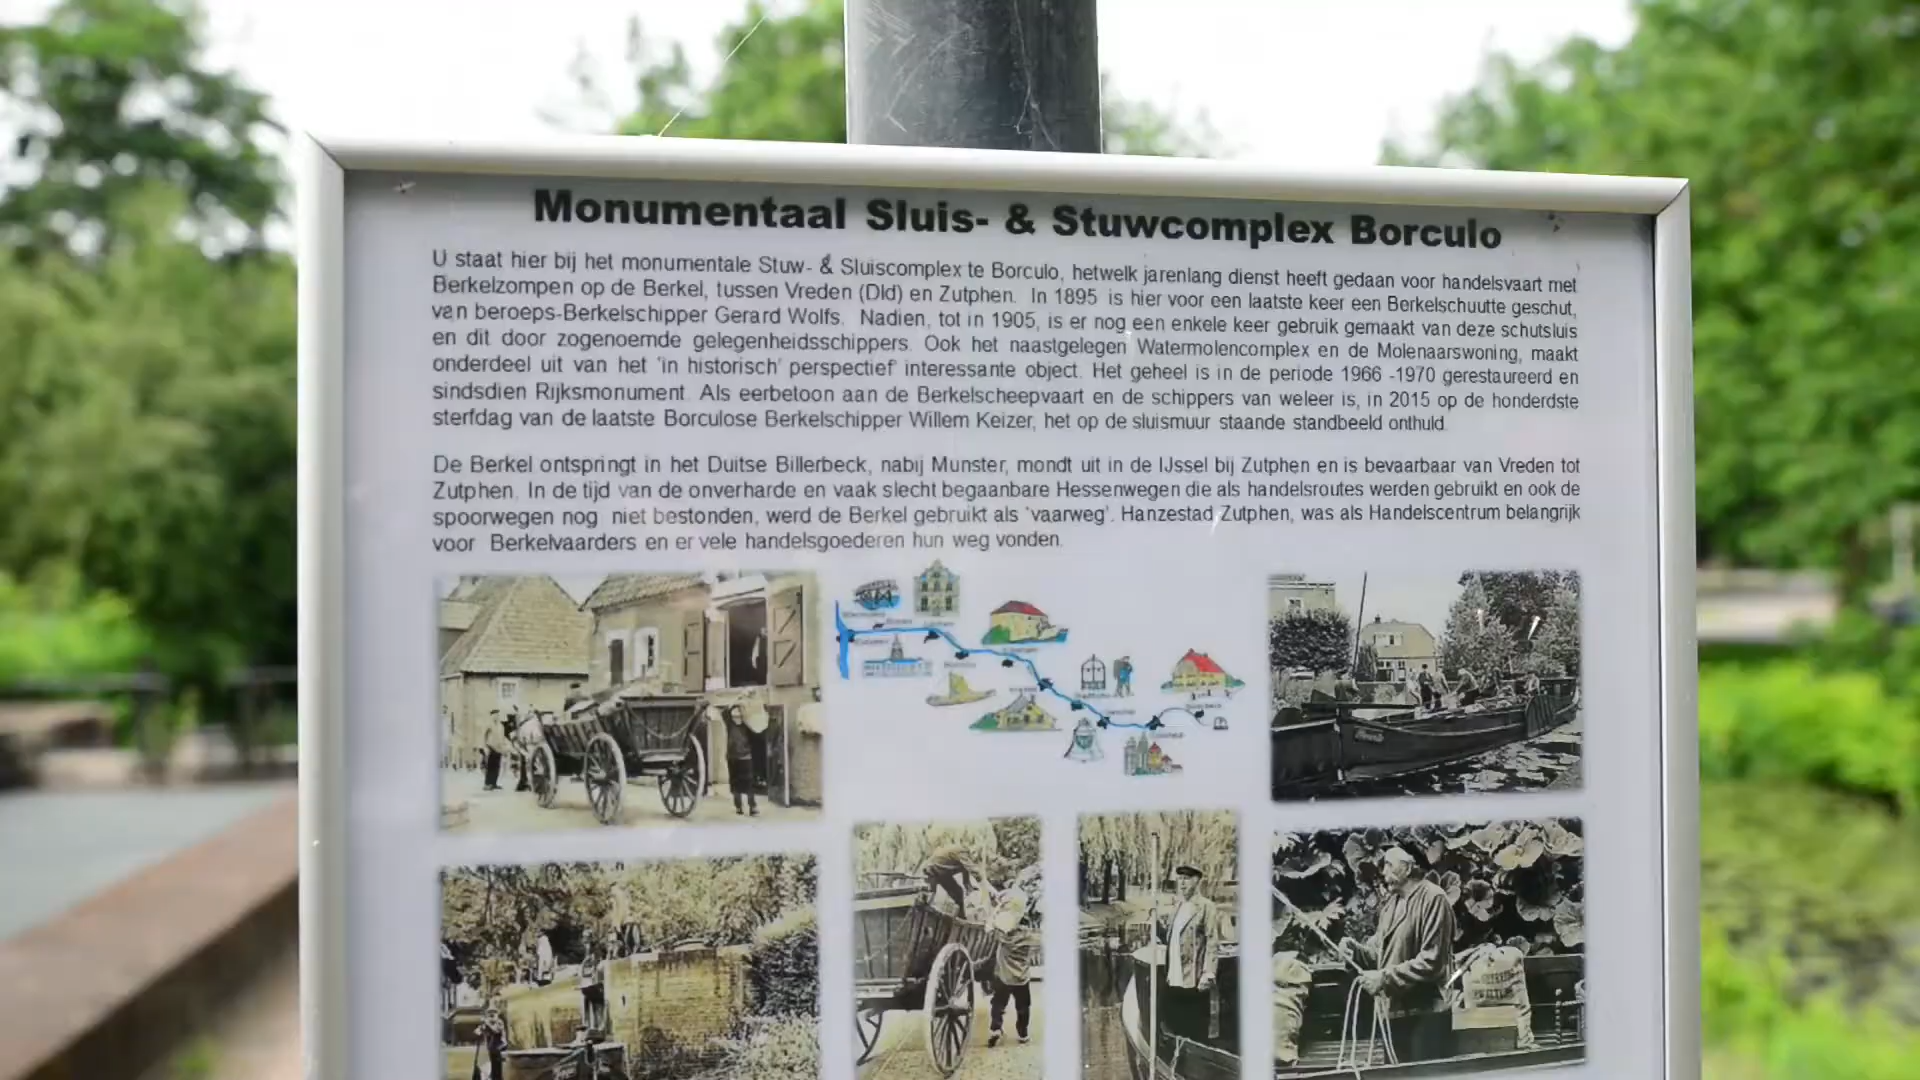 Monumentaal Sluis- & Stuwcomplex Borculo
U staat hier bij het monumentale Stuw- & Sluiscomplex te Borculo, hetwelk jarenlang dienst heeft gedaan voor handelsvaart met
Berkelzompen op de Berkel, tussen Vreden (Dld) en Zutphen. In 1895 is hier voor een laatste keer een Berkelschuutte geschut,
van beroeps-Berkelschipper Gerard Wolfs. Nadien, tot in 1905, is er nog een enkele keer gebruik gemaakt van deze schutsluis
en dit door zogenoemde gelegenheidsschippers. Ook het naastgelegen Watermolencomplex en de Molenaarswoning, maakt
onderdeel uit van het 'in historisch' perspectief interessante object. Het geheel is in de periode 1966 -1970 gerestaureerd en
sindsdien Rijksmonument. Als eerbetoon aan de Berkelscheepvaart en de schippers van weleer is, in 2015 op de honderdste
sterfdag van de laatste Borculose Berkelschipper Willem Keizer, het op de sluismuur staande standbeeld onthuld.
De Berkel ontspringt in het Duitse Billerbeck, nabij Munster, mondt uit in de IJssel bij Zutphen en is bevaarbaar van Vreden tot
Zutphen. In de tijd van de onverharde en vaak slecht begaanbare Hessenwegen die als handelsroutes werden gebruikt en ook de
spoorwegen nog niet bestonden, werd de Berkel gebruikt als 'vaarweg'. Hanzestad Zutphen, was als Handelscentrum belangrijk
voor Berkelvaarders en er vele handelsgoederen hun weg vonden.